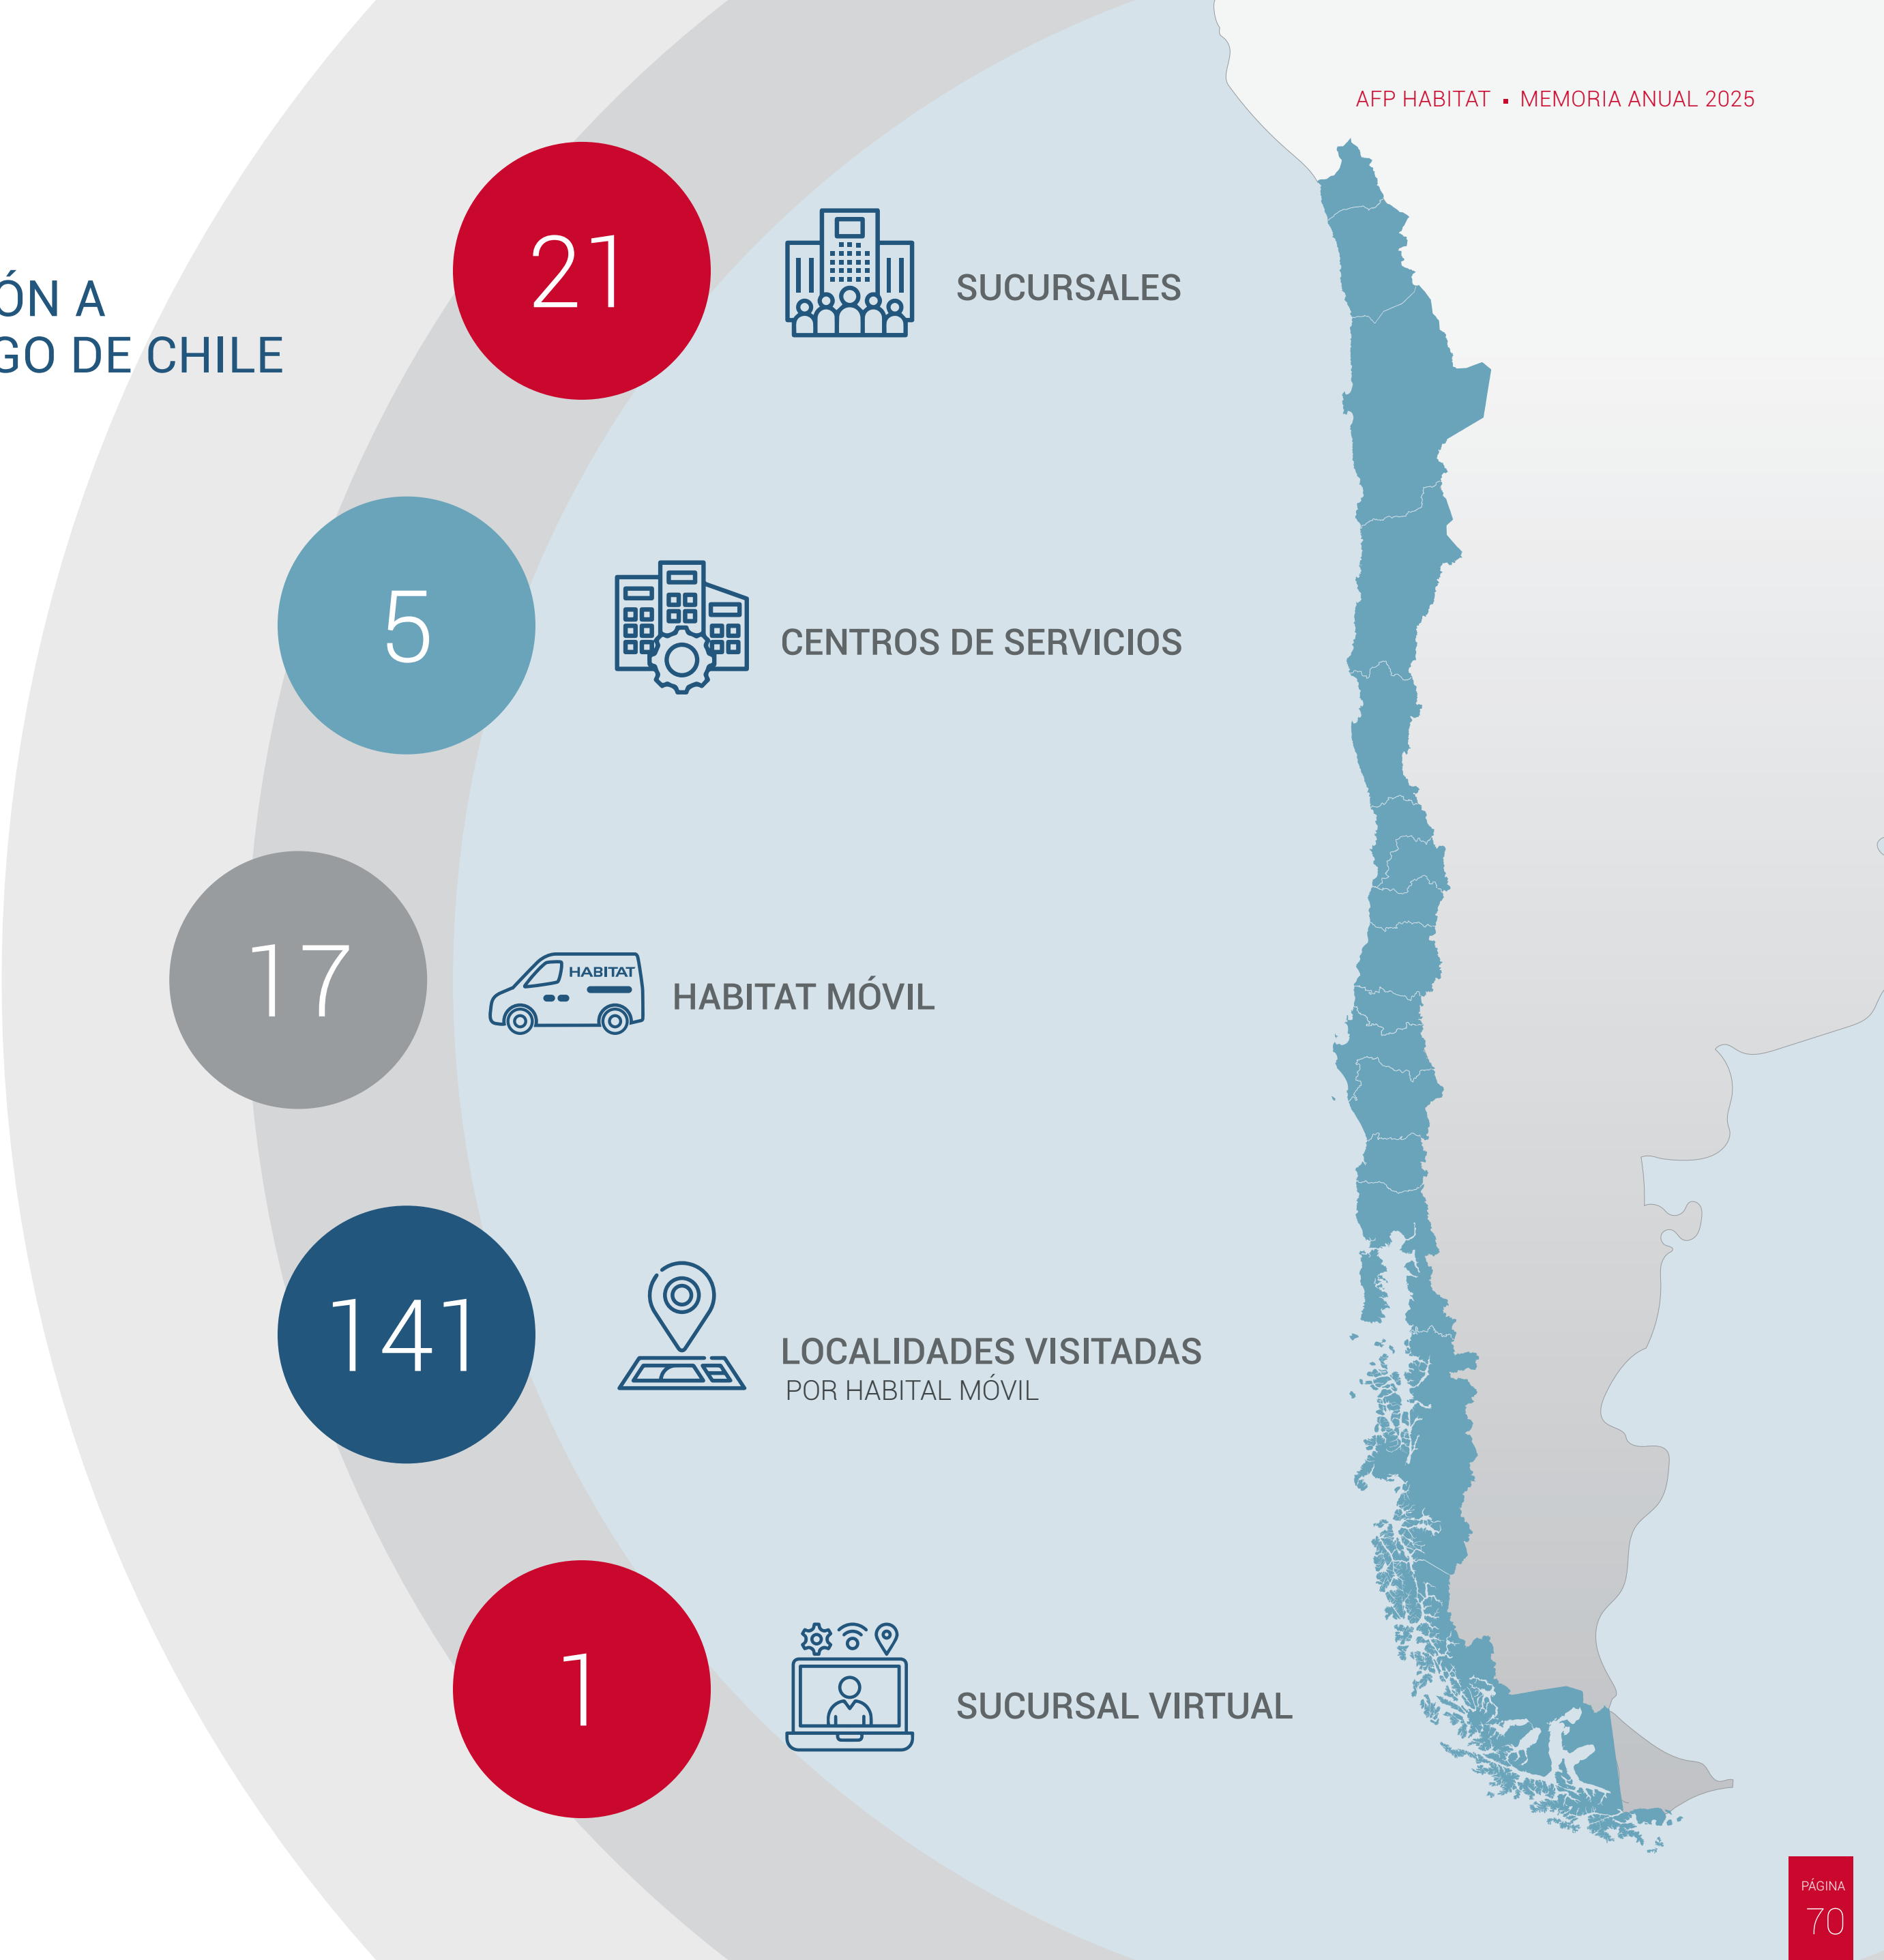 AFP HABITAT ▪ MEMORIA ANUAL 2025
ÓN A
GO DE CHILE
21
SUCURSALES
5
CENTROS DE SERVICIOS
17
HABITAT
HABITAT MÓVIL
141
LOCALIDADES VISITADAS
POR HABITAL MÓVIL
1
SUCURSAL VIRTUAL
PÁGINA
70